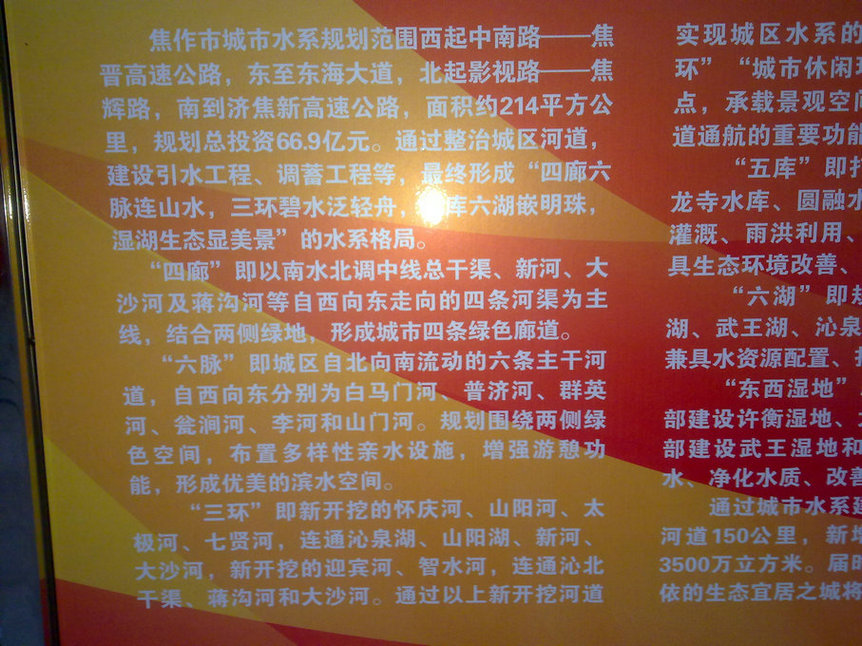 焦作市城市水系规划范围西起中南路——焦
晋高速公路，东至东海大道，北起影视路——焦
辉路，南到济焦新高速公路，面积约214平方公
里，规划总投资66.9亿元。通过整治城区河道，
建设引水工程、调蓄工程等，最终形成“四廊六
脉连山水，三环碧水泛轻舟，库六湖嵌明珠，
湿湖生态显美景”的水系格局。
“四廊”即以南水北调中线总干渠、新河、大
沙河及蒋沟河等自西向东走向的四条河渠为主
线，结合两侧绿地，形成城市四条绿色廊道。
“六脉”即城区自北向南流动的六条主干河
道，自西向东分别为白马门河、普济河、群英
河、瓮涧河、李河和山门河。规划围绕两侧绿
色空间，布置多样性亲水设施，增强游憩功
能，形成优美的滨水空间。
“三环”即新开挖的怀庆河、山阳河、太
极河、七贤河，连通沁泉湖、山阳湖、新河、
大沙河，新开挖的迎宾河、智水河，连通沁北
干渠、蒋沟河和大沙河。通过以上新开挖河道
实现城区水系的
环”“城市休闲
点，承载景观空
道通航的重要功能
“五库”即
龙寺水库、圆融水
灌溉、雨洪利用、
具生态环境改善、
“六湖”即规
湖、武王湖、沁泉
兼具水资源配置、
“东西湿地”
部建设许衡湿地、
部建设武王湿地和
水、净化水质、改善
通过城市水系建
河道150公里，新增
3500万立方米。届时
依的生态宜居之城将